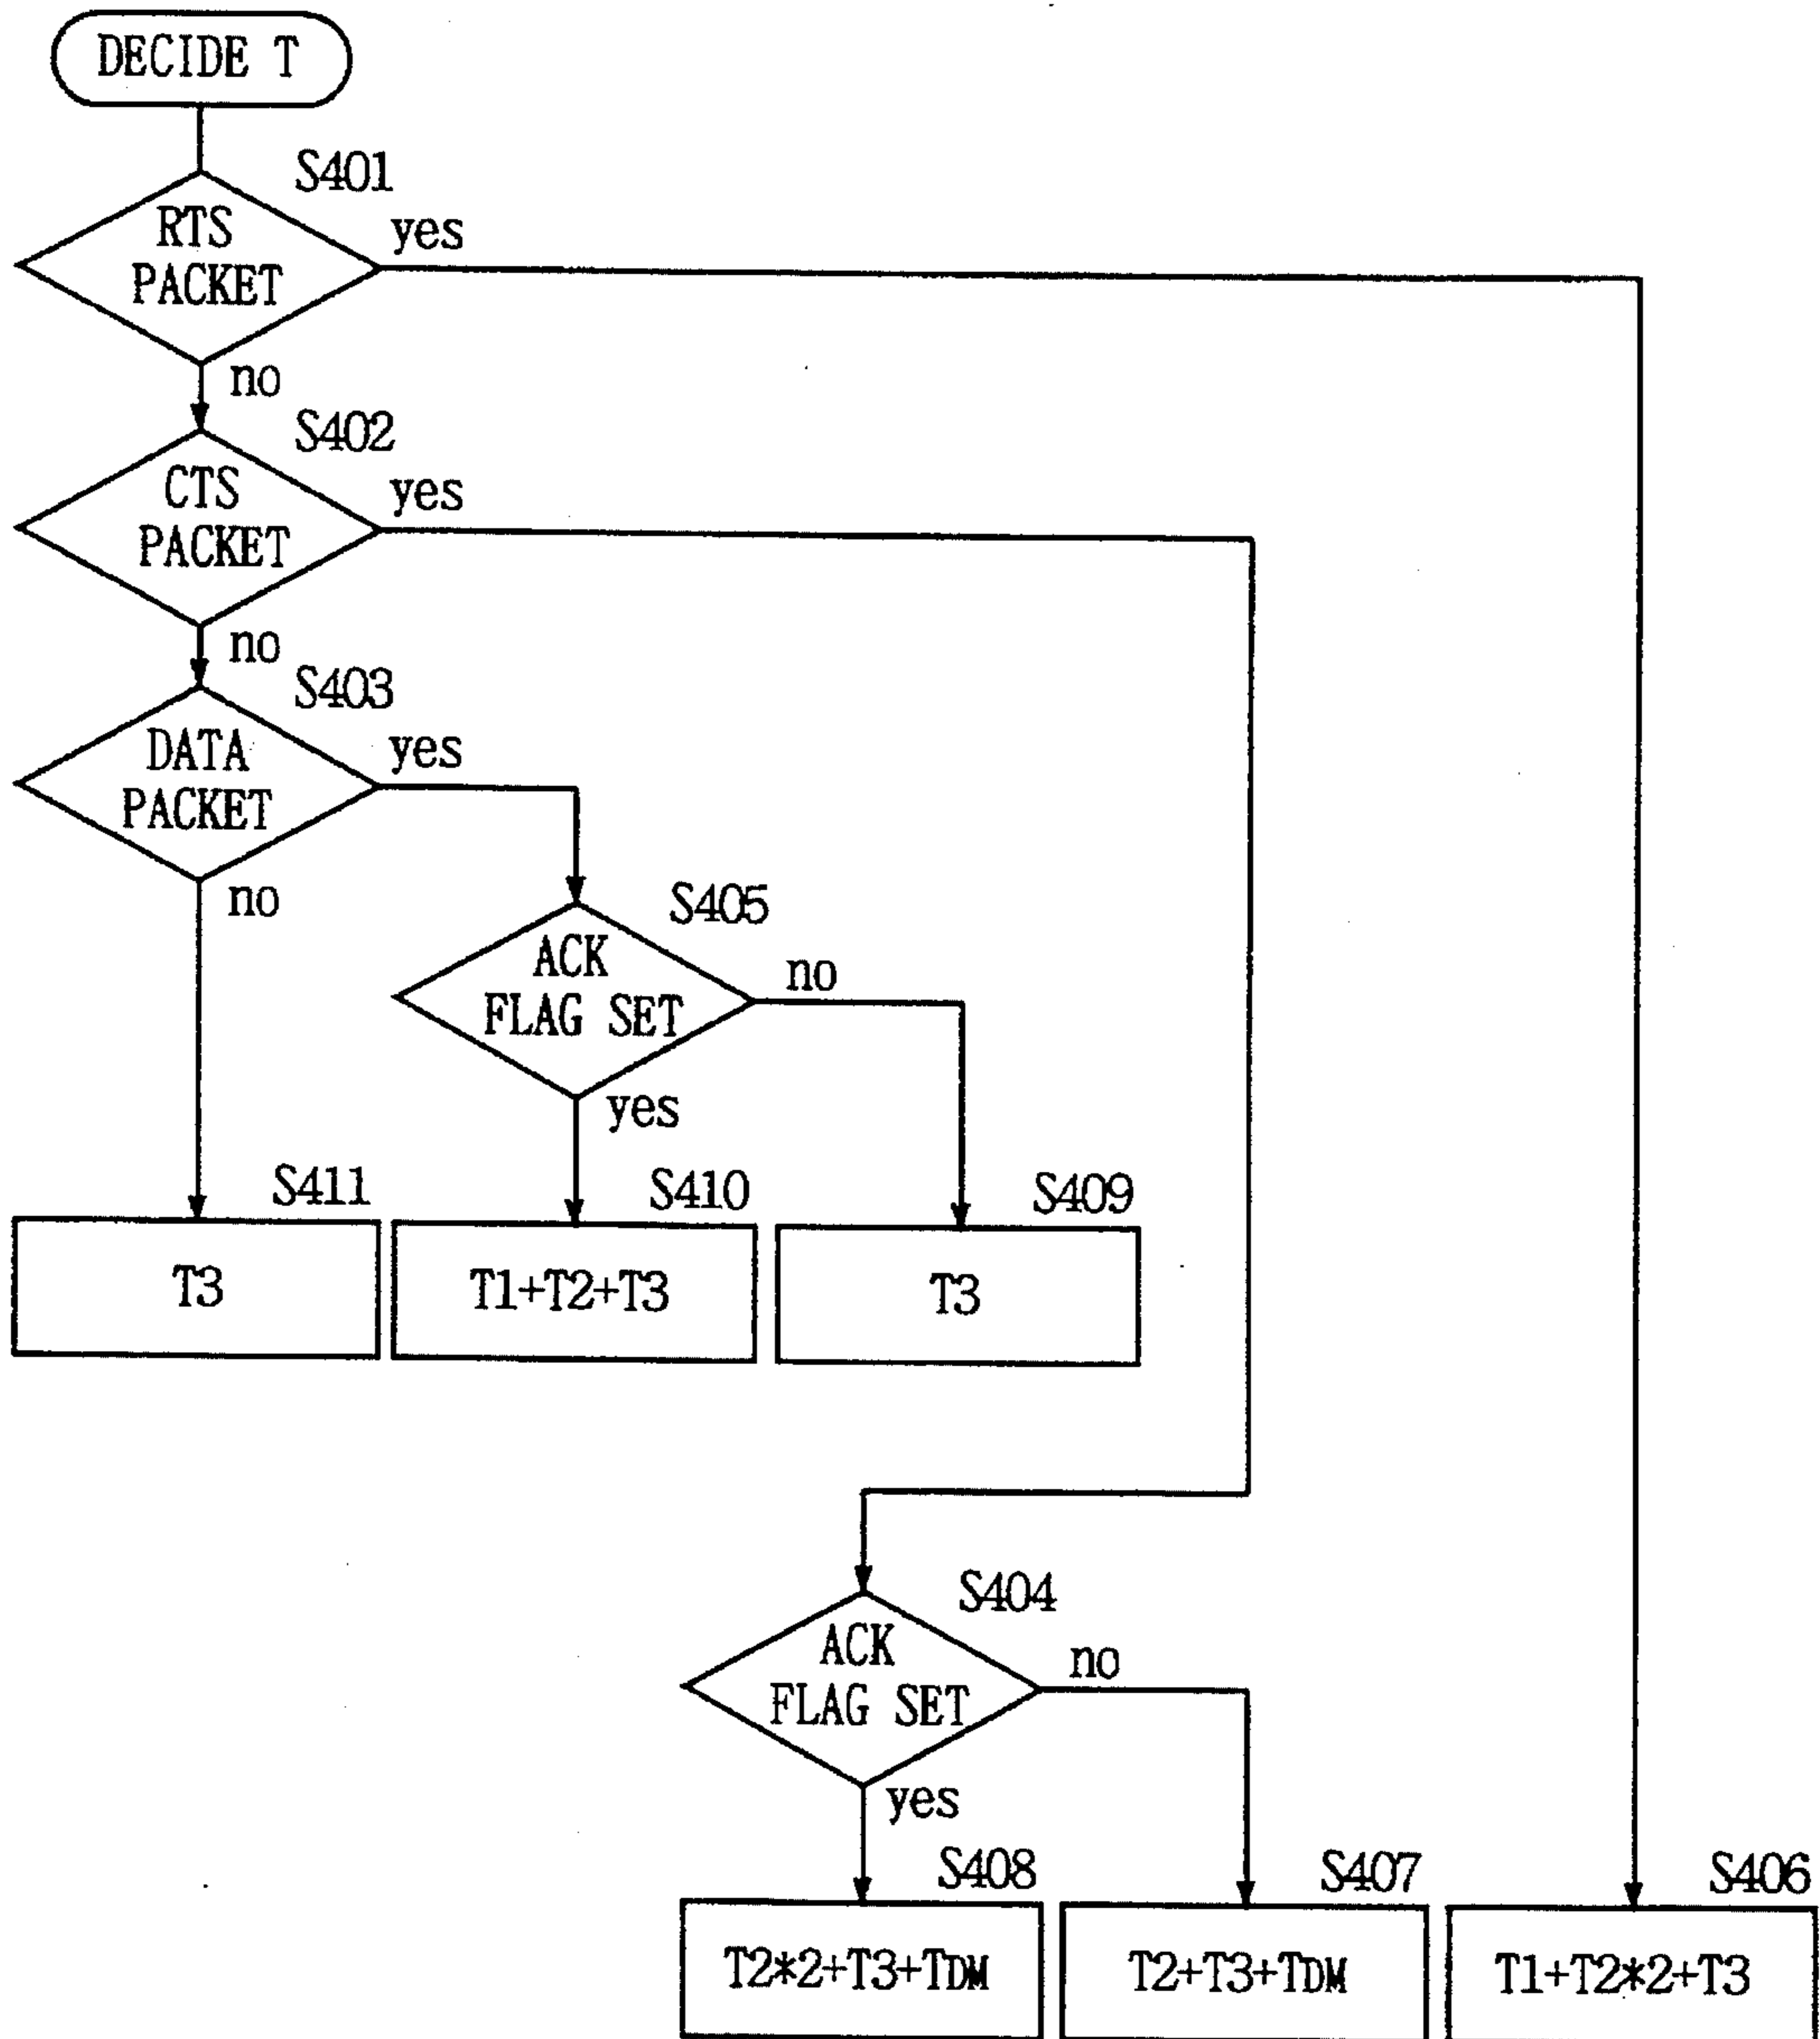 DECIDE T
S401
RTS
PACKET
yes
no
S402
CTS
PACKET
yes
no
S403
DATA
PACKET
yes
no
S405
ACK
FLAG SET
no
yes
S411
T3
S410
T1+T2+T3
S409
T3
S404
ACK
FLAG SET
no
yes
S408
T2*2+T3+TDM
S407
T2+T3+TDM
S406
T1+T2*2+T3